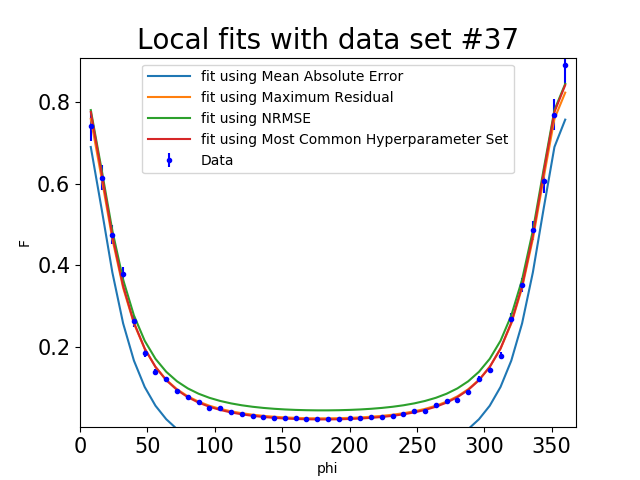 Local fits with data set #37
fit using Mean Absolute Error
fit using Maximum Residual
fit using NRMSE
fit using Most Common Hyperparameter Set
Data
0.8
0.6
0.4
0.2
F
0 50 100 150 200 250 300 350
phi